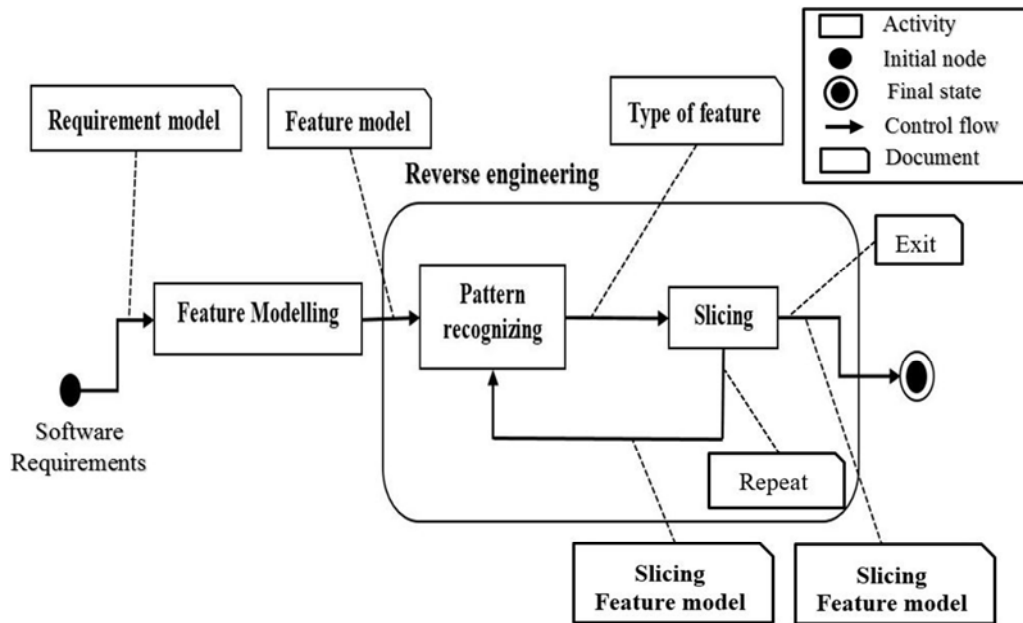 Activity
Initial node
Final state
Control flow
Document
Requirement model
Feature model
Type of feature
Reverse engineering
Exit
Feature Modelling
Pattern
recognizing
Slicing
Software
Requirements
Repeat
Slicing
Feature model
Slicing
Feature model